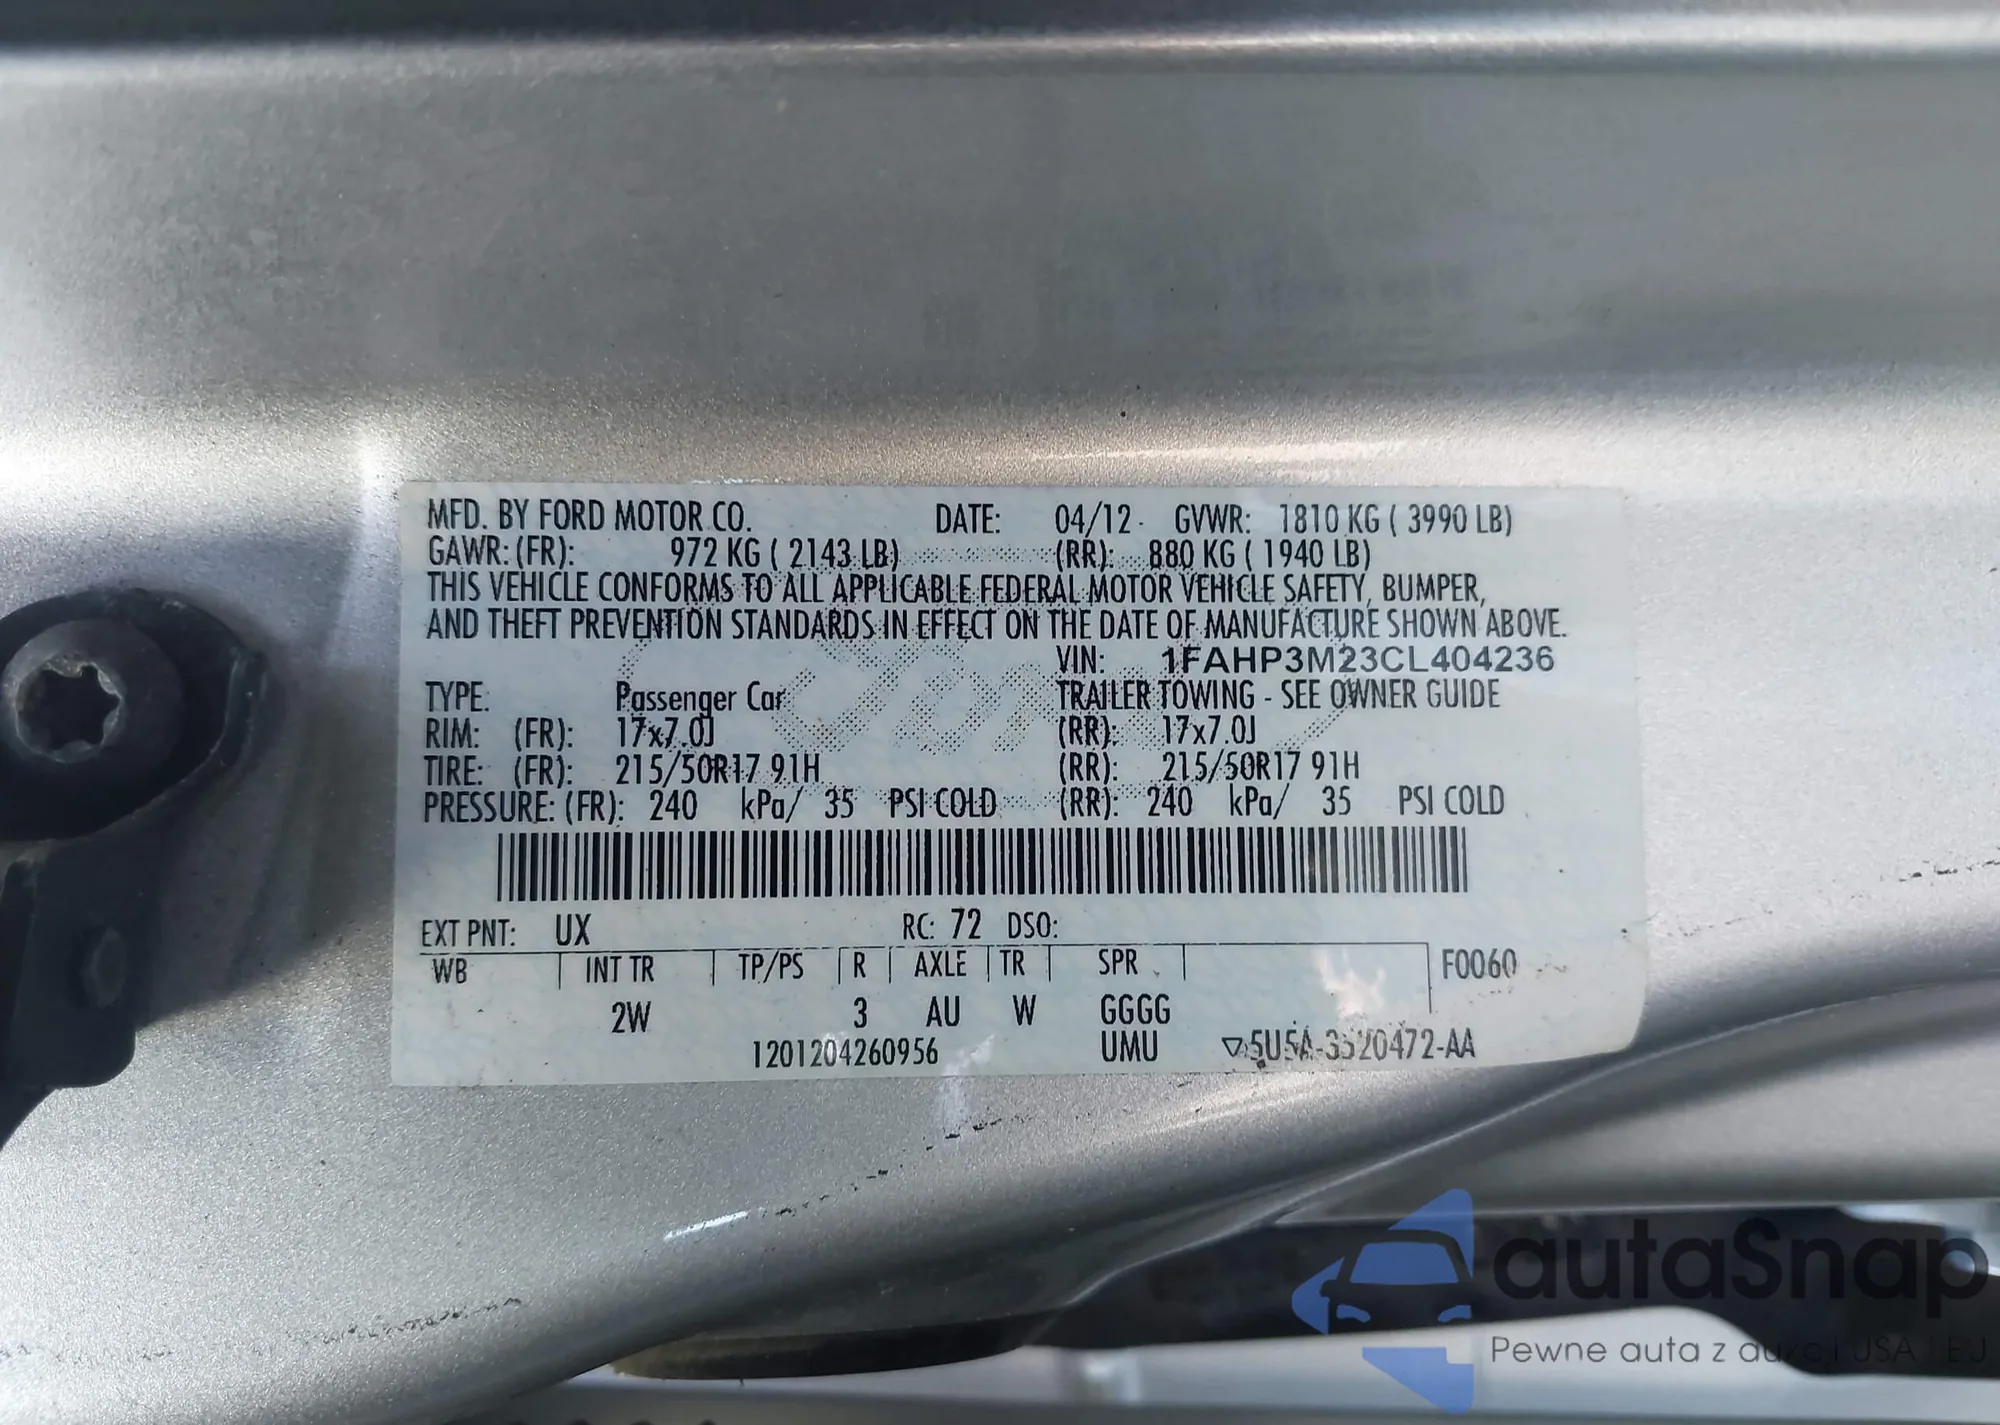 MFD. BY FORD MOTOR CO. DATE: 04/12 GVWR: 1810 KG ( 3990 LB)
GAWR: (FR): 972 KG ( 2143 LB) (RR): 880 KG ( 1940 LB)
THIS VEHICLE CONFORMS TO ALL APPLICABLE FEDERAL MOTOR VEHICLE SAFETY, BUMPER,
AND THEFT PREVENTION STANDARDS IN EFFECT ON THE DATE OF MANUFACTURE SHOWN ABOVE.
VIN: 1FAHP3M23CL404236
TYPE: Passenger Car TRAILER TOWING - SEE OWNER GUIDE
RIM: (FR): 17x7.0J (RR): 17x7.0J
TIRE: (FR): 215/50R17 91H (RR): 215/50R17 91H
PRESSURE: (FR): 240 kPa/ 35 PSI COLD (RR): 240 kPa/ 35 PSI COLD
EXT PNT: UX RC: 72 DSO:
WB INT TR TP/PS R AXLE TR SPR F0060
2W 3 AU W GGGG
1201204260956 UMU
autaSnap
Pewne auta z